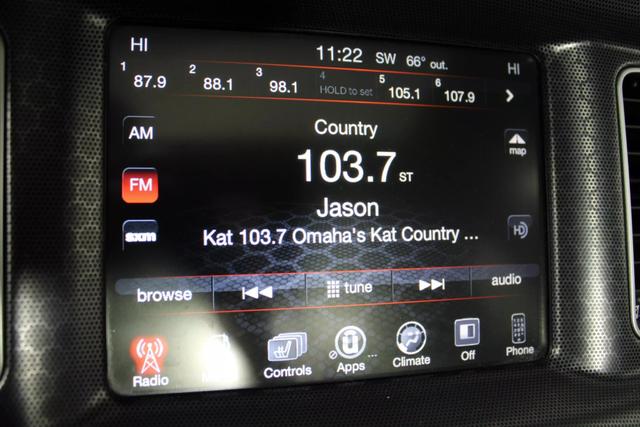 HI 11:22 SW 66° out. HI
1 87.9 2 88.1 3 98.1 4 HOLD to set 5 105.1 6 107.9
AM Country map
FM 103.7 ST
Jason
sxm Kat 103.7 Omaha's Kat Country ... HD
browse tune audio
Radio Controls Apps ... Climate Off Phone